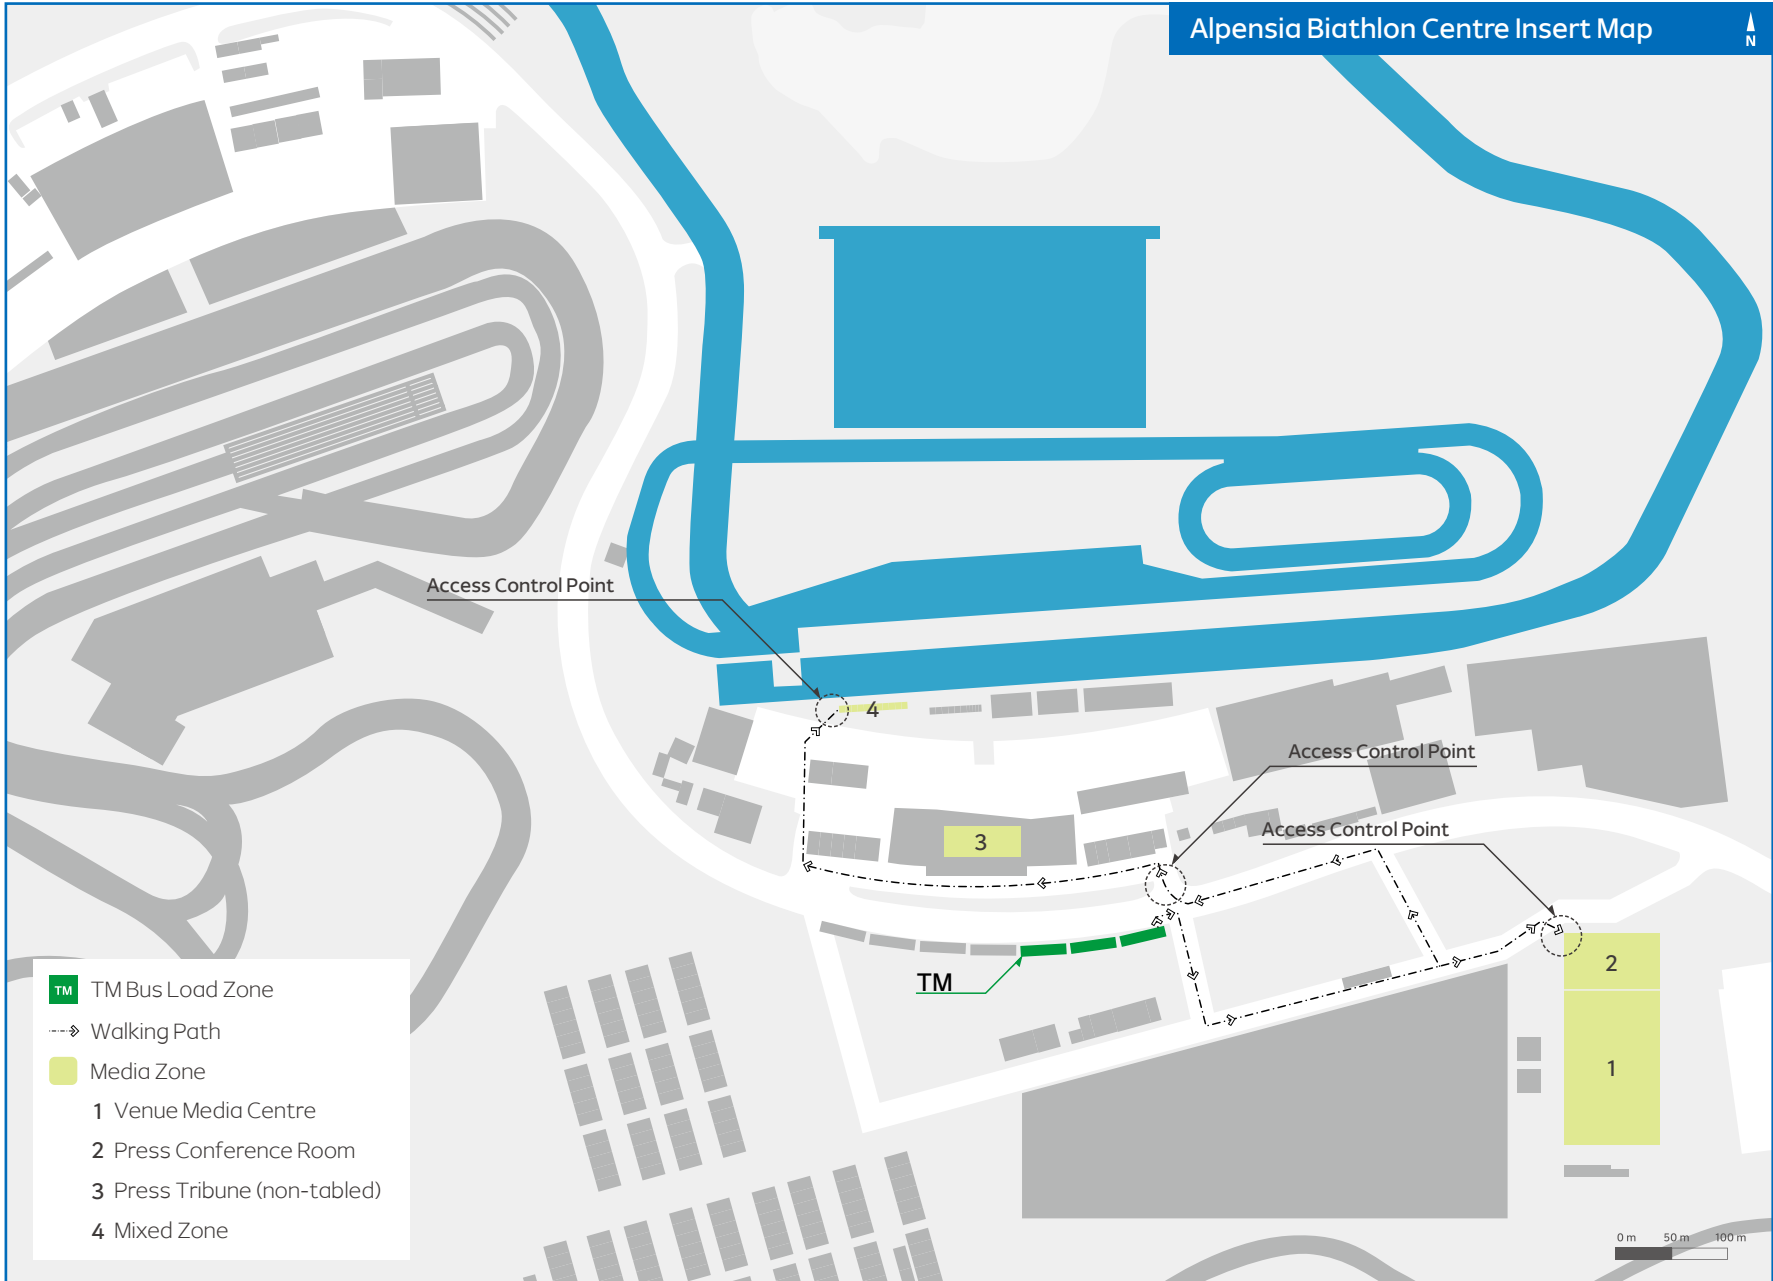 Alpensia Biathlon Centre Insert Map
N
Access Control Point
4
Access Control Point
Access Control Point
3
TM
2
1
TM TM Bus Load Zone
Walking Path
Media Zone
1 Venue Media Centre
2 Press Conference Room
3 Press Tribune (non-tabled)
4 Mixed Zone
0 m 50 m 100 m